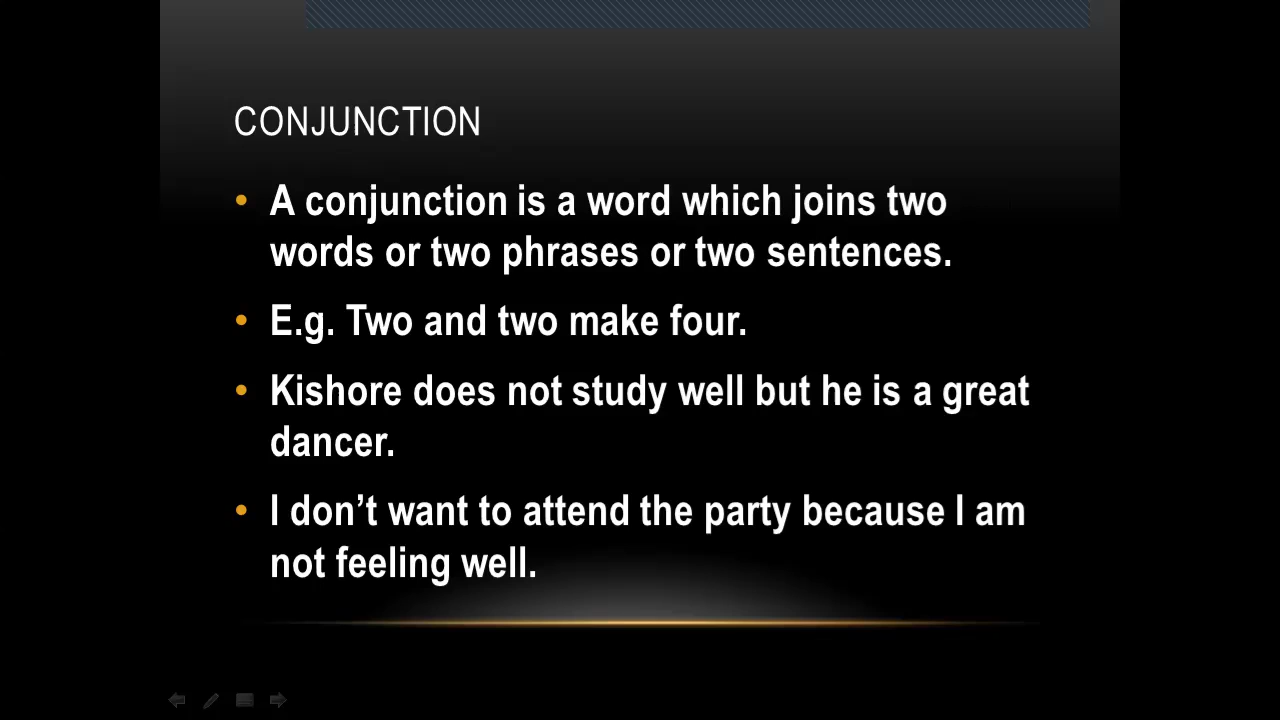 CONJUNCTION
• A conjunction is a word which joins two
words or two phrases or two sentences.
• E.g. Two and two make four.
• Kishore does not study well but he is a great
dancer.
• I don’t want to attend the party because I am
not feeling well.